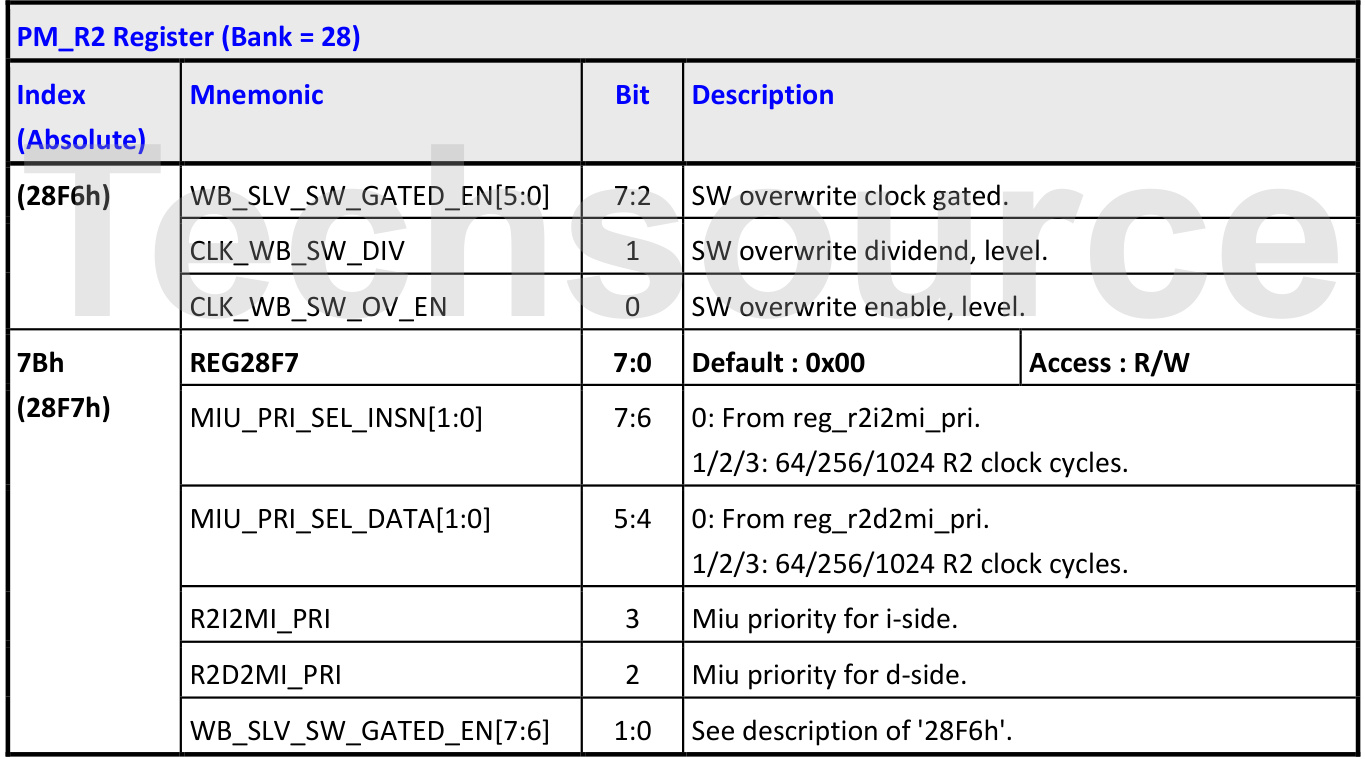 PM_R2 Register (Bank = 28)
Index (Absolute) Mnemonic Bit Description
(28F6h) WB_SLV_SW_GATED_EN[5:0] 7:2 SW overwrite clock gated.
CLK_WB_SW_DIV 1 SW overwrite dividend, level.
CLK_WB_SW_OV_EN 0 SW overwrite enable, level.
7Bh REG28F7 7:0 Default : 0x00 Access : R/W
(28F7h) MIU_PRI_SEL_INSN[1:0] 7:6 0: From reg_r2i2mi_pri.
1/2/3: 64/256/1024 R2 clock cycles.
MIU_PRI_SEL_DATA[1:0] 5:4 0: From reg_r2d2mi_pri.
1/2/3: 64/256/1024 R2 clock cycles.
R2I2MI_PRI 3 Miu priority for i-side.
R2D2MI_PRI 2 Miu priority for d-side.
WB_SLV_SW_GATED_EN[7:6] 1:0 See description of '28F6h'.
Techsource